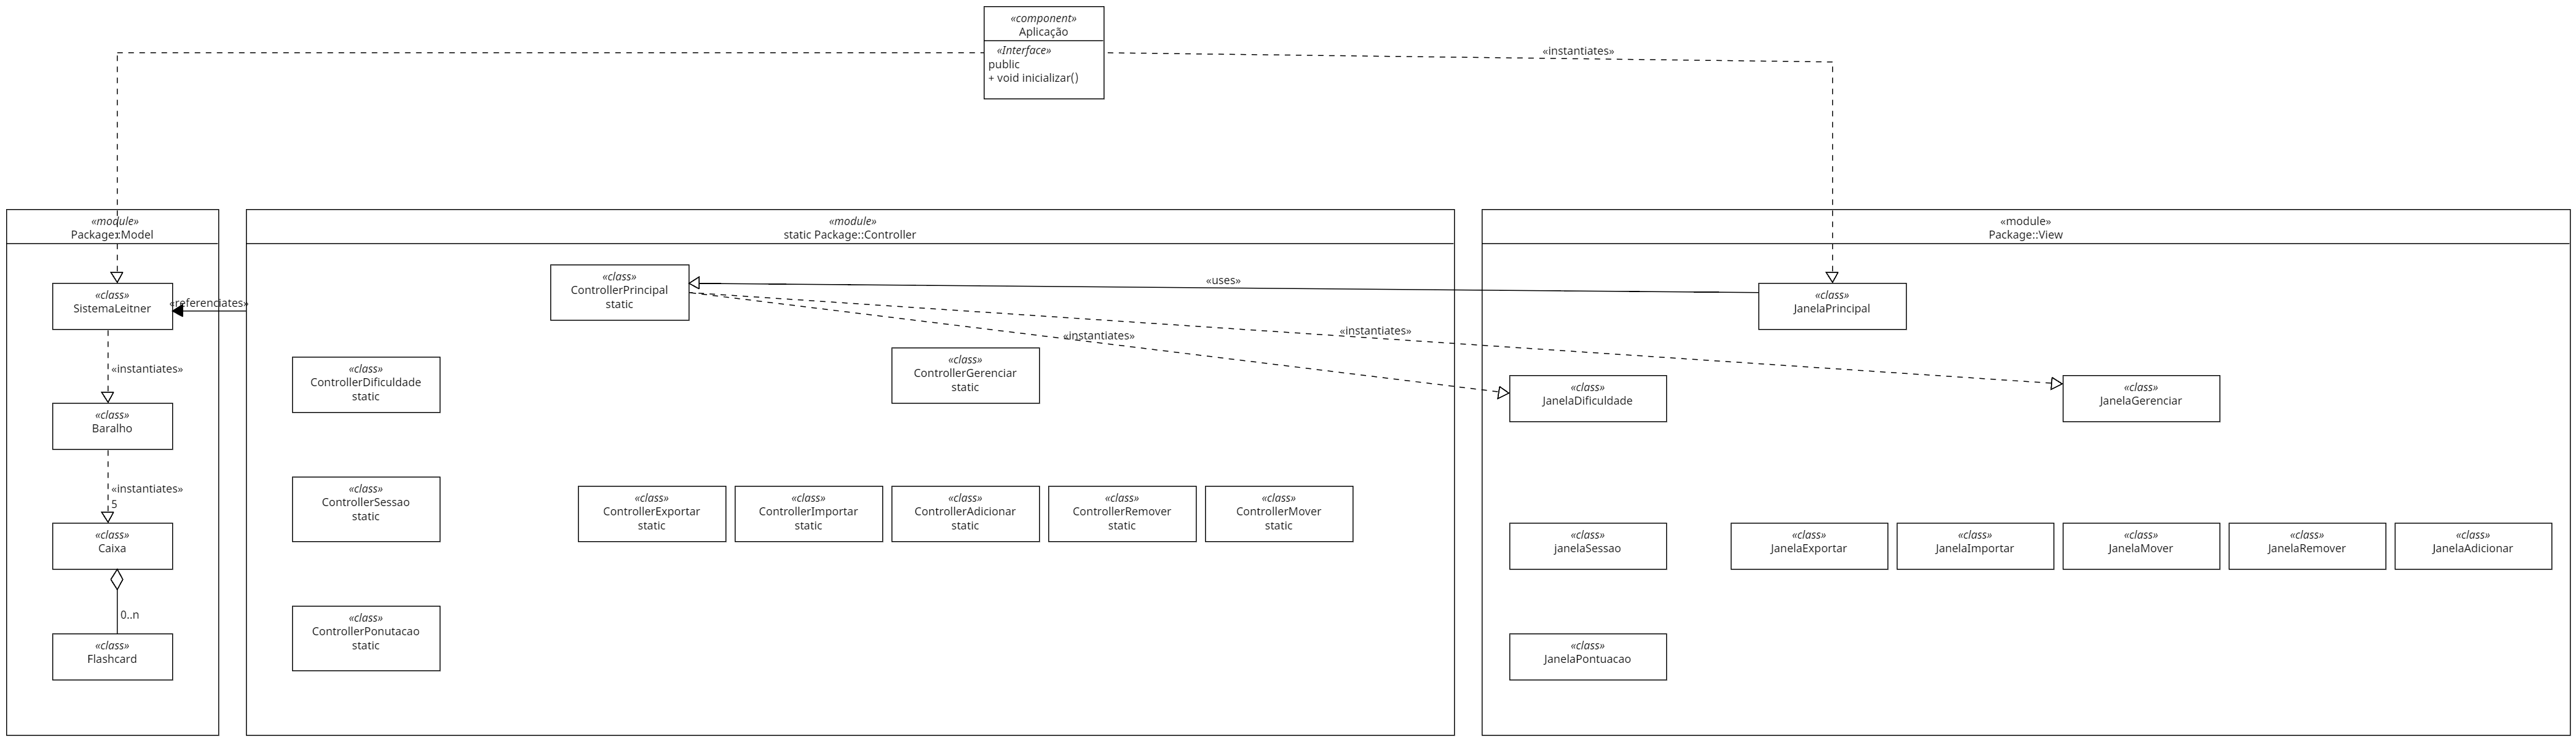 «component»
Aplicação
«Interface»
public
+ void inicializar()
«instantiates»
«module»
Package::Model
«class»
SistemaLeitner
«referenciates»
«instantiates»
«class»
Baralho
«instantiates»
5
«class»
Caixa
0..n
«class»
Flashcard
«module»
static Package::Controller
«class»
ControllerPrincipal
static
«uses»
«instantiates»
«instantiates»
«class»
ControllerDificuldade
static
«class»
ControllerGerenciar
static
«class»
ControllerSessao
static
«class»
ControllerExportar
static
«class»
ControllerImportar
static
«class»
ControllerAdicionar
static
«class»
ControllerRemover
static
«class»
ControllerMover
static
«class»
ControllerPonutacao
static
«module»
Package::View
«class»
JanelaPrincipal
«class»
JanelaDificuldade
«class»
JanelaGerenciar
«class»
janelaSessao
«class»
JanelaExportar
«class»
JanelaImportar
«class»
JanelaMover
«class»
JanelaRemover
«class»
JanelaAdicionar
«class»
JanelaPontuacao